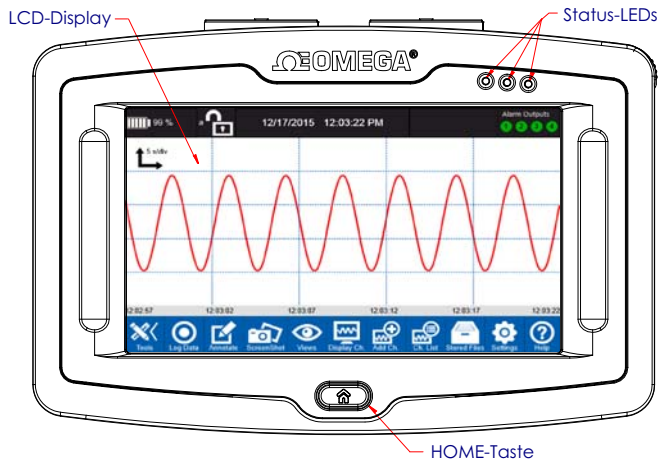 LCD-Display
Status-LEDs
ΩOMEGA®
99 %
12/17/2015 12:03:22 PM
Alarm Outputs
1 2 3 4
5 s/div
12:02:57 12:03:02 12:03:07 12:03:12 12:03:17 12:03:22
Tools Log Data Annotate ScreenShot Views Display Ch. Add Ch. Ch. List Stored Files Settings Help
HOME-Taste